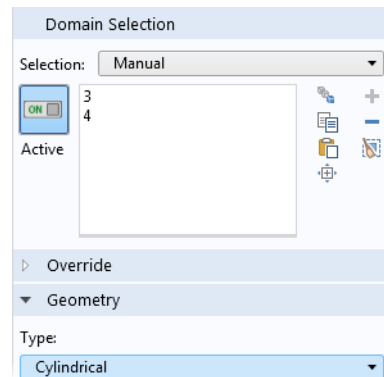 Domain Selection
Selection: Manual
ON
3
4
Active
Override
Geometry
Type:
Cylindrical